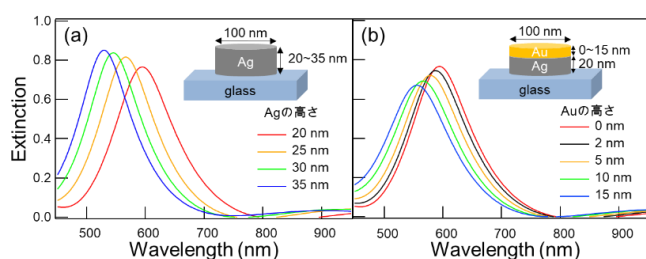 (a)
100 nm
Ag
20~35 nm
glass
Agの高さ
20 nm
25 nm
30 nm
35 nm
Extinction
1.0
0.8
0.6
0.4
0.2
0.0
500 600 700 800 900
Wavelength (nm)
(b)
100 nm
Au
0~15 nm
Ag
20 nm
glass
Auの高さ
0 nm
2 nm
5 nm
10 nm
15 nm
500 600 700 800 900
Wavelength (nm)